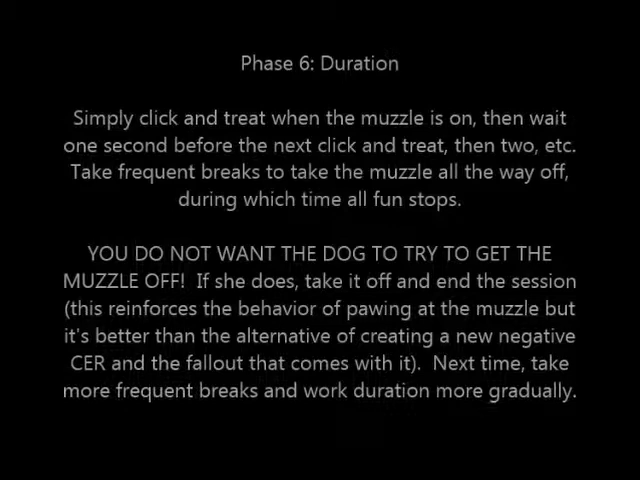 Phase 6: Duration
Simply click and treat when the muzzle is on, then wait
one second before the next click and treat, then two, etc.
Take frequent breaks to take the muzzle all the way off,
during which time all fun stops.
YOU DO NOT WANT THE DOG TO TRY TO GET THE
MUZZLE OFF!  If she does, take it off and end the session
(this reinforces the behavior of pawing at the muzzle but
it's better than the alternative of creating a new negative
CER and the fallout that comes with it).  Next time, take
more frequent breaks and work duration more gradually.